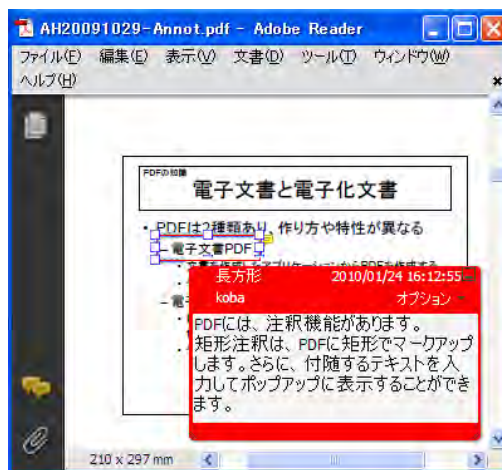 AH20091029-Annot.pdf - Adobe Reader
ファイル(F) 編集(E) 表示(V) 文書(D) ツール(T) ウィンドウ(W)
ヘルプ(H)
PDFの知識
電子文書と電子化文書
・PDFは2種類あり、作り方や特性が異なる
– 電子文書PDF
長方形 2010/01/24 16:12:55
koba オプション
PDFには、注釈機能があります。
矩形注釈は、PDFに矩形でマークアップ
します。さらに、付随するテキストを入
力してポップアップに表示することができ
ます。
210 x 297 mm